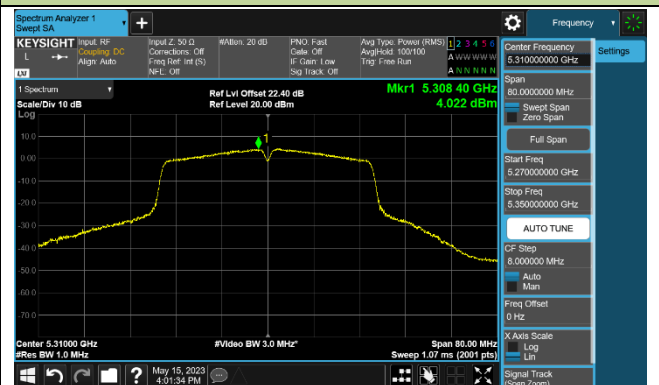 Spectrum Analyzer 1
Swept SA
Frequency
KEYSIGHT
L
LXI
Input: RF
Coupling: DC
Align: Auto
Input Z: 50 Ω
Corrections: Off
Freq Ref: Int (S)
NFE: Off
#Atten: 20 dB
PNO: Fast
Gate: Off
IF Gain: Low
Sig Track: Off
Avg Type: Power (RMS)
Avg|Hold: 100/100
Trig: Free Run
1 2 3 4 5 6
A W W W W W
A N N N N N
1 Spectrum
Scale/Div 10 dB
Log
Ref Lvl Offset 22.40 dB
Ref Level 20.00 dBm
Mkr1 5.308 40 GHz
4.022 dBm
10.0
0.00
-10.0
-20.0
-30.0
-40.0
-50.0
-60.0
-70.0
1
Center 5.31000 GHz
#Res BW 1.0 MHz
#Video BW 3.0 MHz*
Span 80.00 MHz
Sweep 1.07 ms (2001 pts)
May 15, 2023
4:01:34 PM
Center Frequency
5.310000000 GHz
Span
80.0000000 MHz
Swept Span
Zero Span
Full Span
Start Freq
5.270000000 GHz
Stop Freq
5.350000000 GHz
AUTO TUNE
CF Step
8.000000 MHz
Auto
Man
Freq Offset
0 Hz
X Axis Scale
Log
Lin
Signal Track
(Span Zoom)
Settings